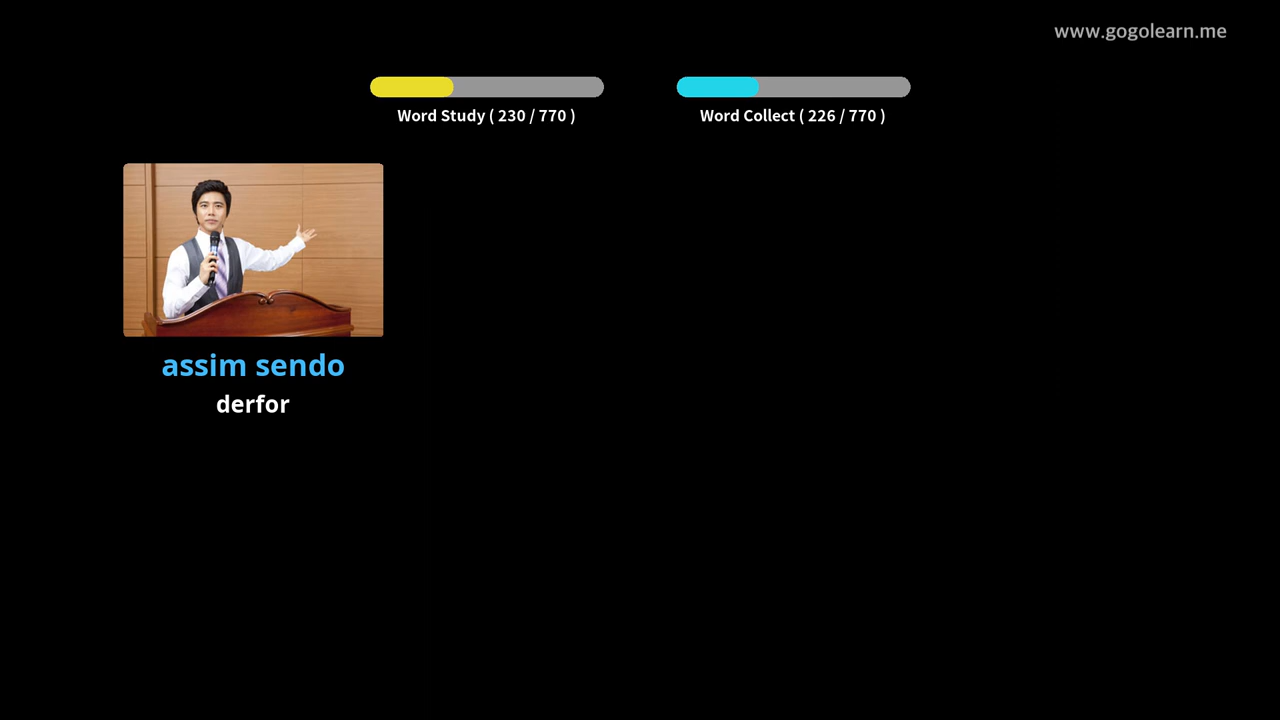 www.gogolearn.me
Word Study ( 230 / 770 )
Word Collect ( 226 / 770 )
assim sendo
derfor